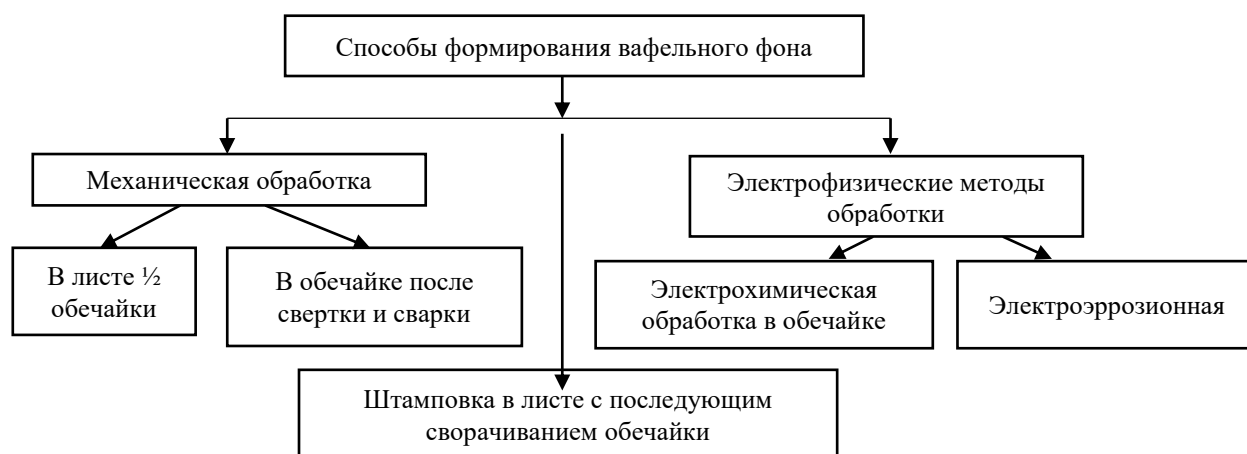 Способы формирования вафельного фона
Механическая обработка
Электрофизические методы
обработки
В листе ½
обечайки
В обечайке после
свертки и сварки
Электрохимическая
обработка в обечайке
Электроэррозионная
Штамповка в листе с последующим
сворачиванием обечайки